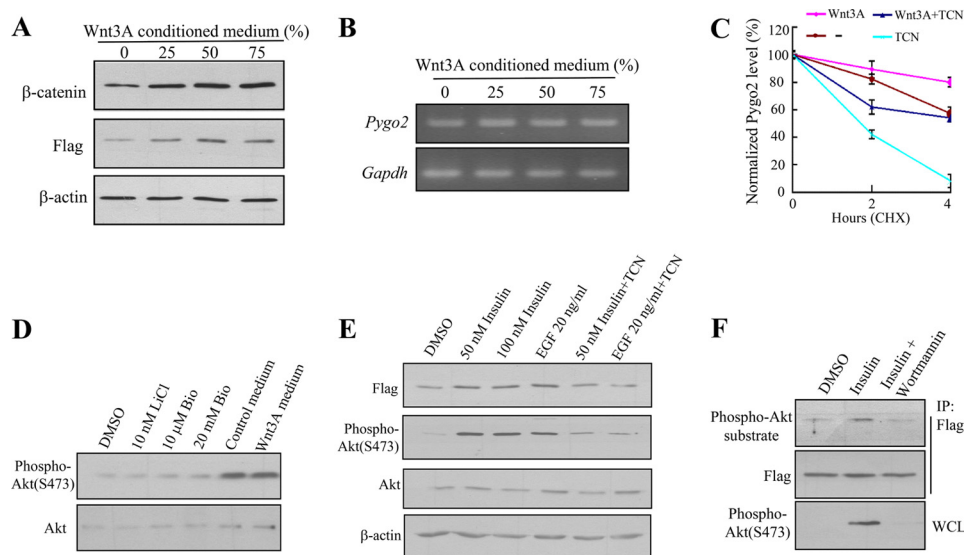 A
Wnt3A conditioned medium (%)
0 25 50 75
β-catenin
Flag
β-actin
B
Wnt3A conditioned medium (%)
0 25 50 75
Pygo2
Gapdh
C
Wnt3A Wnt3A+TCN
- TCN
Normalized Pygo2 level (%)
120
100
80
60
40
20
0
0 2 4
Hours (CHX)
D
DMSO
10 nM LiCl
10 μM Bio
20 mM Bio
Control medium
Wnt3A medium
Phospho-
Akt(S473)
Akt
E
DMSO
50 nM Insulin
100 nM Insulin
EGF 20 ng/ml
50 nM Insulin+TCN
EGF 20 ng/ml+TCN
Flag
Phospho-
Akt(S473)
Akt
β-actin
F
DMSO
Insulin
Insulin +
Wortmannin
Phospho-Akt
substrate
IP:
Flag
Flag
Phospho-
Akt(S473)
WCL